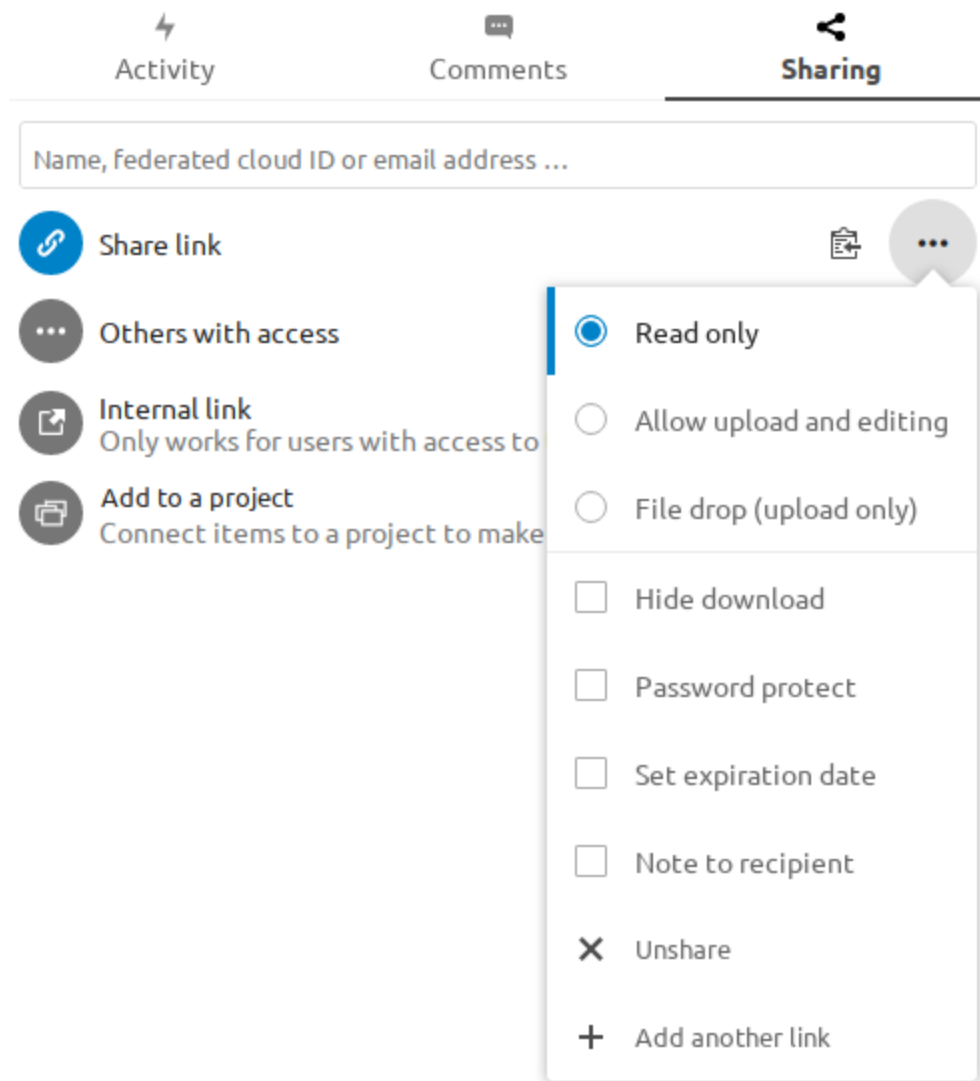 Activity
Comments
Sharing
Name, federated cloud ID or email address ...
Share link
Others with access
Internal link
Only works for users with access to
Add to a project
Connect items to a project to make
Read only
Allow upload and editing
File drop (upload only)
Hide download
Password protect
Set expiration date
Note to recipient
Unshare
Add another link